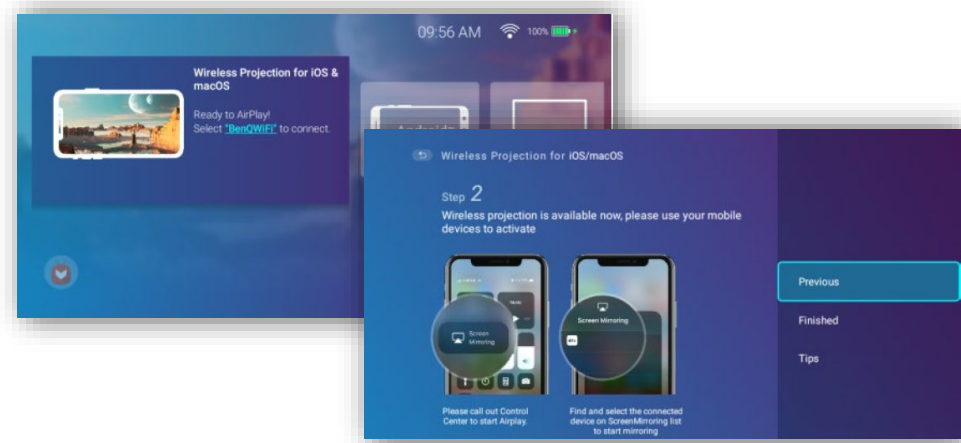 09:56 AM 100%
Wireless Projection for iOS &
macOS
Ready to AirPlay!
Select "BenQWiFi" to connect.
Wireless Projection for iOS/macOS
Step 2
Wireless projection is available now, please use your mobile
devices to activate
Screen
Mirroring
Screen Mirroring
Please call out Control
Center to start Airplay.
Find and select the connected
device on ScreenMirroring list
to start mirroring
Previous
Finished
Tips